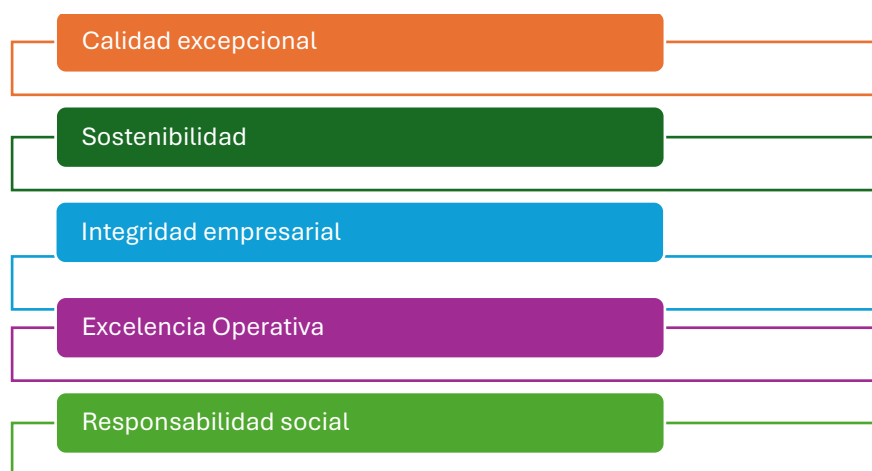 Calidad excepcional
Sostenibilidad
Integridad empresarial
Excelencia Operativa
Responsabilidad social